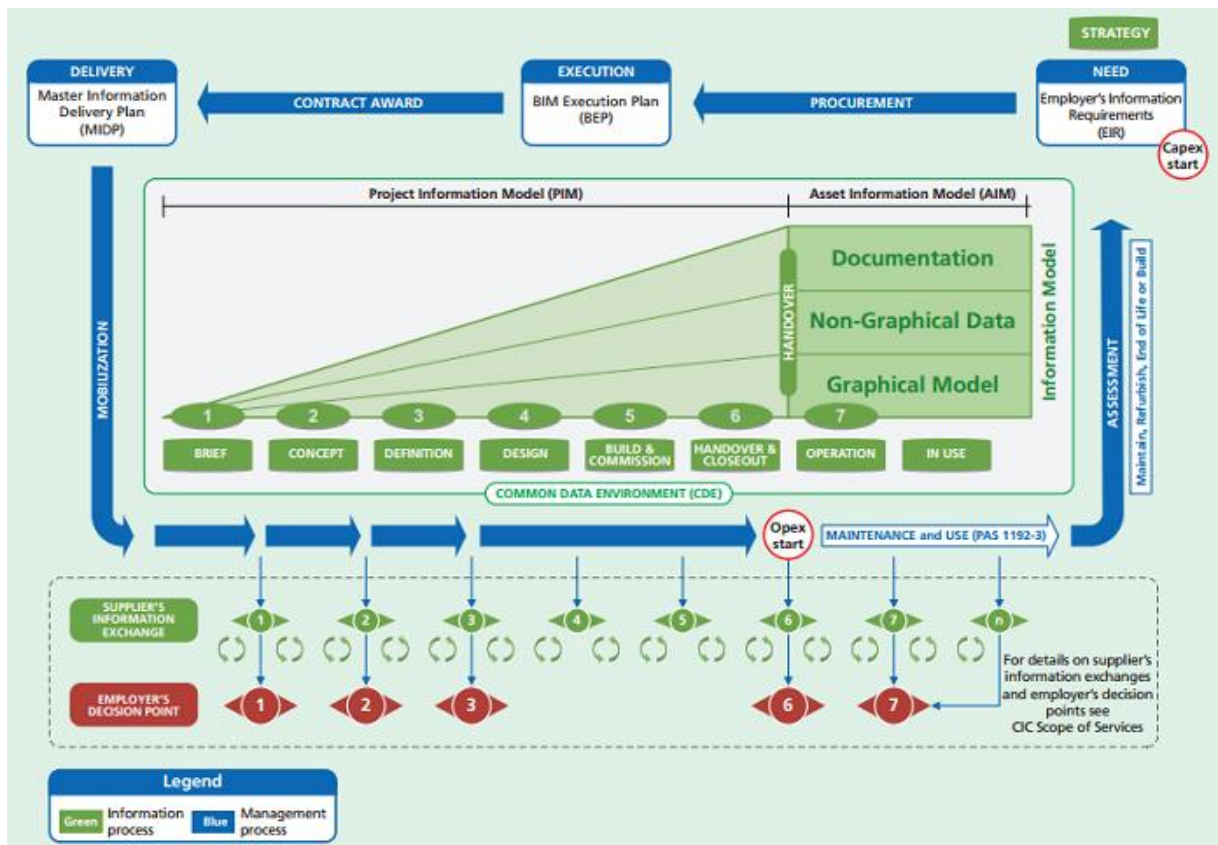 STRATEGY
DELIVERY
Master Information
Delivery Plan
(MIDP)
CONTRACT AWARD
EXECUTION
BIM Execution Plan
(BEP)
PROCUREMENT
NEED
Employer's Information
Requirements
(EIR)
Capex
start
Project Information Model (PIM)
Asset Information Model (AIM)
MOBILIZATION
HANDOVER
Documentation
Non-Graphical Data
Graphical Model
Information Model
ASSESSMENT
Maintain, Refurbish, End of Life or Build
1
2
3
4
5
6
7
BRIEF
CONCEPT
DEFINITION
DESIGN
BUILD &
COMMISSION
HANDOVER &
CLOSEOUT
OPERATION
IN USE
COMMON DATA ENVIRONMENT (CDE)
Opex
start
MAINTENANCE and USE (PAS 1192-3)
SUPPLIER'S
INFORMATION
EXCHANGE
1
2
3
4
5
6
7
n
For details on supplier's
information exchanges
and employer's decision
points see
CIC Scope of Services
EMPLOYER'S
DECISION POINT
1
2
3
6
7
Legend
Green
Information
process
Blue
Management
process